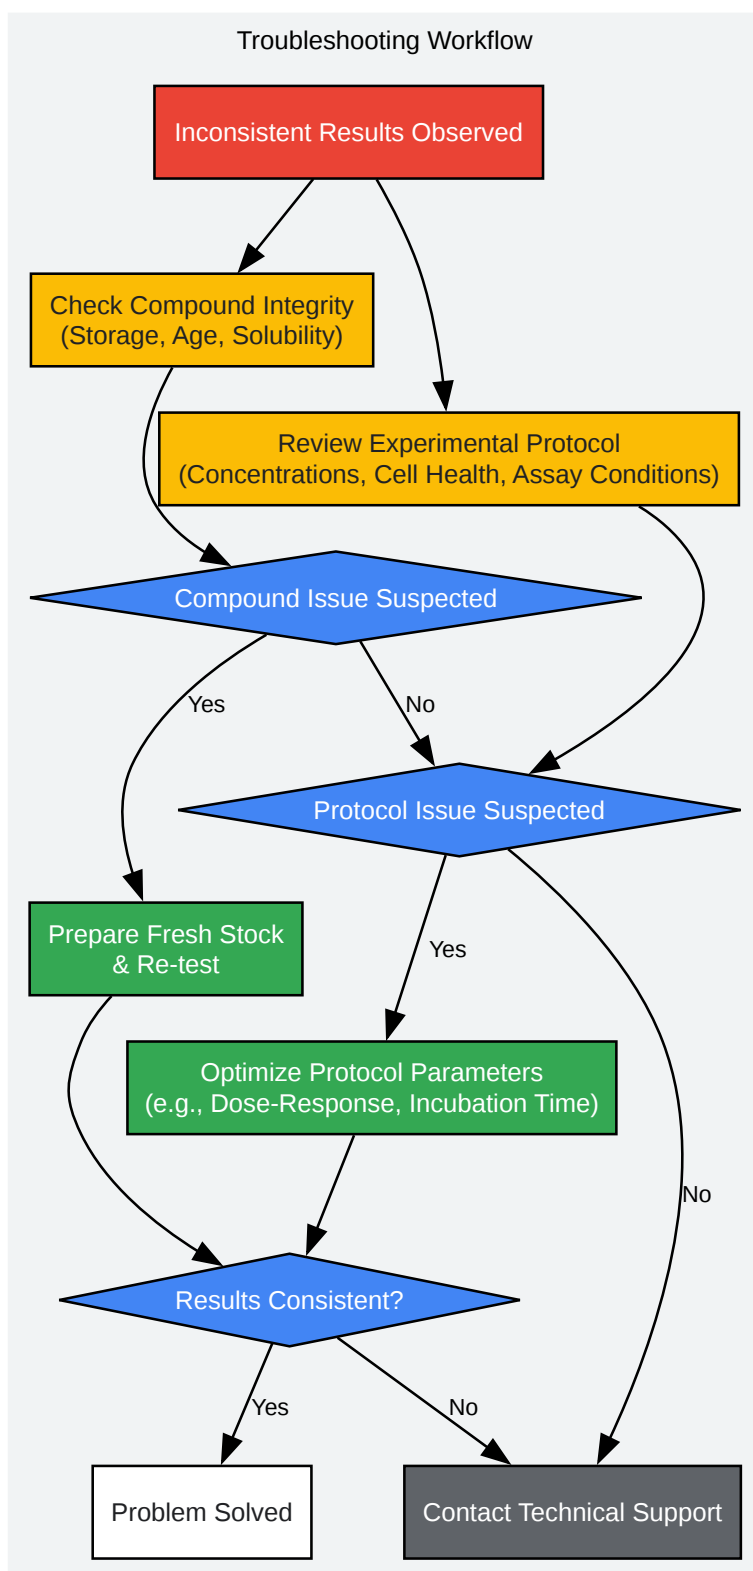 Troubleshooting Workflow
Inconsistent Results Observed
Check Compound Integrity
(Storage, Age, Solubility)
Review Experimental Protocol
(Concentrations, Cell Health, Assay Conditions)
Compound Issue Suspected
Yes
No
Protocol Issue Suspected
Prepare Fresh Stock
& Re-test
Yes
Optimize Protocol Parameters
(e.g., Dose-Response, Incubation Time)
No
Results Consistent?
Yes
No
Problem Solved
Contact Technical Support